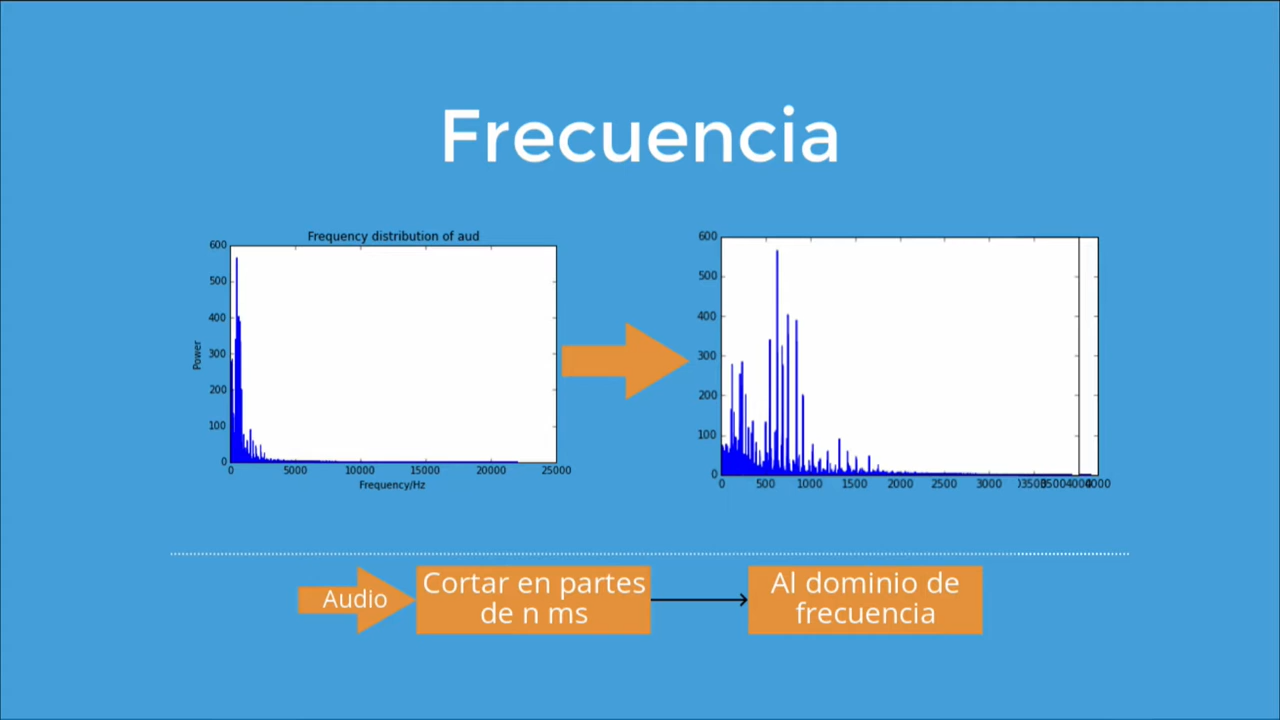 Frecuencia
Frequency distribution of aud
600
500
400
300
200
100
0
Power
0 5000 10000 15000 20000 25000
Frequency/Hz
600
500
400
300
200
100
0
0 500 1000 1500 2000 2500 3000
Audio
Cortar en partes
de n ms
Al dominio de
frecuencia